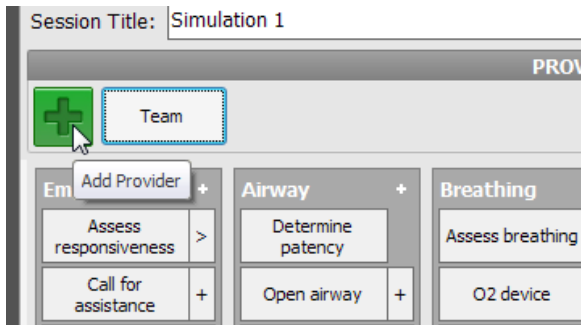 Session Title: Simulation 1
PROV
Team
Add Provider
Em +
Airway +
Breathing
Assess responsiveness >
Determine patency
Assess breathing
Call for assistance +
Open airway +
O2 device